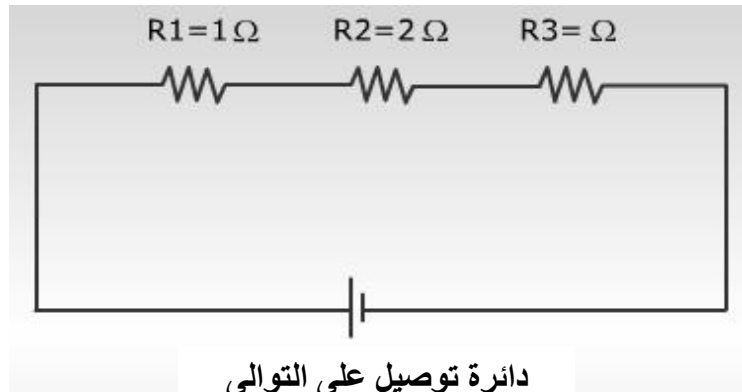 R1=1Ω R2=2Ω R3= Ω
دائرة توصيل على التوالي